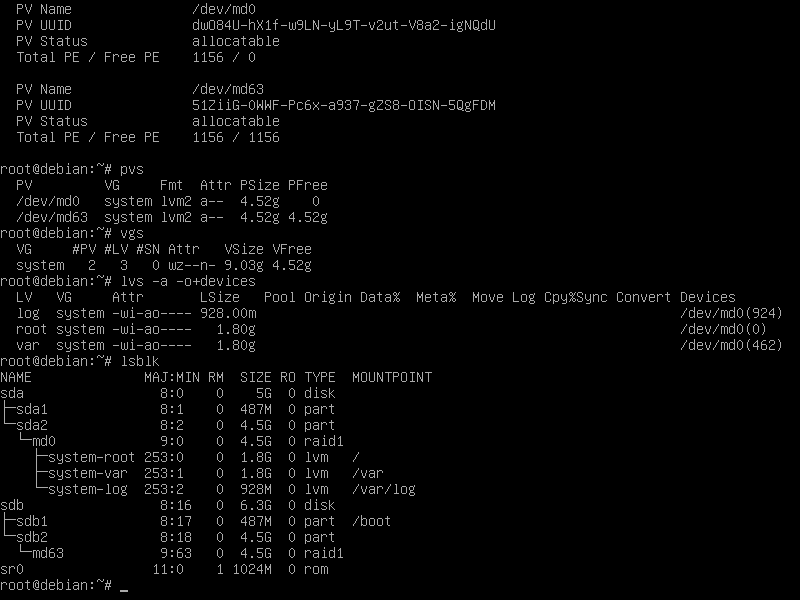 PV Name               /dev/md0
PV UUID               dwO84U-hX1f-w9LN-yL9T-v2ut-V8a2-igNQdU
PV Status             allocatable
Total PE / Free PE    1156 / 0

PV Name               /dev/md63
PV UUID               51ZiiG-0WWF-Pc6x-a937-gZS8-OISN-5QgFDM
PV Status             allocatable
Total PE / Free PE    1156 / 1156

root@debian:~# pvs
  PV         VG     Fmt  Attr PSize PFree
  /dev/md0   system lvm2 a--  4.52g    0
  /dev/md63  system lvm2 a--  4.52g 4.52g
root@debian:~# vgs
  VG     #PV #LV #SN Attr   VSize VFree
  system   2   3   0 wz--n- 9.03g 4.52g
root@debian:~# lvs -a -o+devices
  LV   VG     Attr       LSize   Pool Origin Data%  Meta%  Move Log Cpy%Sync Convert Devices
  log  system -wi-ao---- 928.00m                                                     /dev/md0(924)
  root system -wi-ao----   1.80g                                                     /dev/md0(0)
  var  system -wi-ao----   1.80g                                                     /dev/md0(462)
root@debian:~# lsblk
NAME              MAJ:MIN RM  SIZE RO TYPE  MOUNTPOINT
sda                 8:0    0    5G  0 disk
├─sda1              8:1    0  487M  0 part
└─sda2              8:2    0  4.5G  0 part
  └─md0             9:0    0  4.5G  0 raid1
    ├─system-root 253:0    0  1.8G  0 lvm   /
    ├─system-var  253:1    0  1.8G  0 lvm   /var
    └─system-log  253:2    0  928M  0 lvm   /var/log
sdb                 8:16   0  6.3G  0 disk
├─sdb1              8:17   0  487M  0 part  /boot
└─sdb2              8:18   0  4.5G  0 part
  └─md63            9:63   0  4.5G  0 raid1
sr0                11:0    1 1024M  0 rom
root@debian:~# _